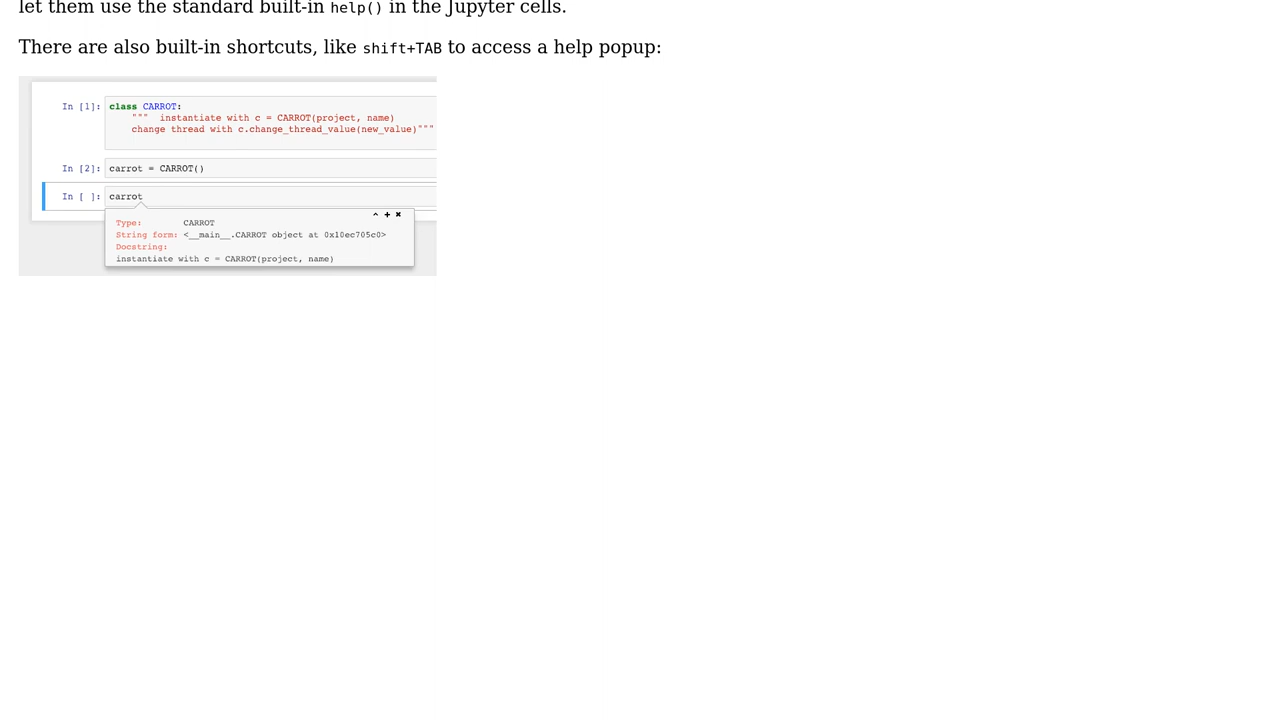 let them use the standard built-in help() in the Jupyter cells.
There are also built-in shortcuts, like shift+TAB to access a help popup:
In [1]: class CARROT:
""" instantiate with c = CARROT(project, name)
change thread with c.change_thread_value(new_value)"""
In [2]: carrot = CARROT()
In [ ]: carrot
Type: CARROT
String form: <__main__.CARROT object at 0x10ec705c0>
Docstring:
instantiate with c = CARROT(project, name)